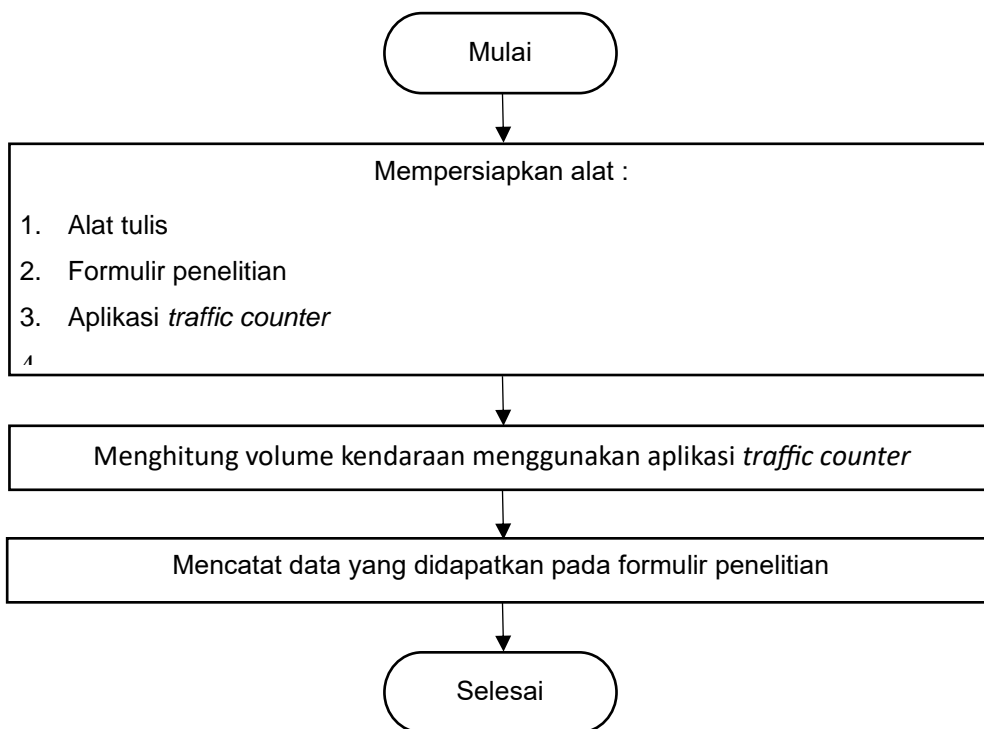 Mulai
Mempersiapkan alat :
1. Alat tulis
2. Formulir penelitian
3. Aplikasi traffic counter
4
Menghitung volume kendaraan menggunakan aplikasi traffic counter
Mencatat data yang didapatkan pada formulir penelitian
Selesai